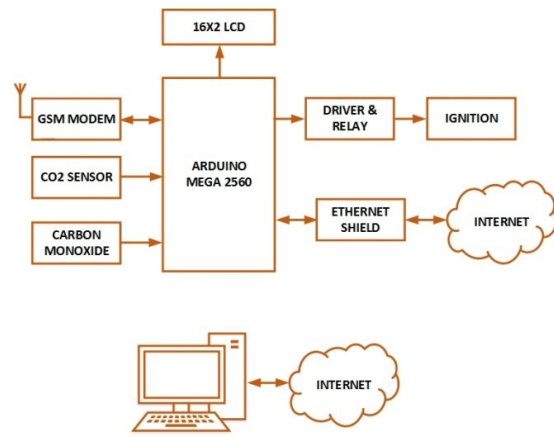 16X2 LCD
GSM MODEM
CO2 SENSOR
CARBON
MONOXIDE
ARDUINO
MEGA 2560
DRIVER &
RELAY
IGNITION
ETHERNET
SHIELD
INTERNET
INTERNET